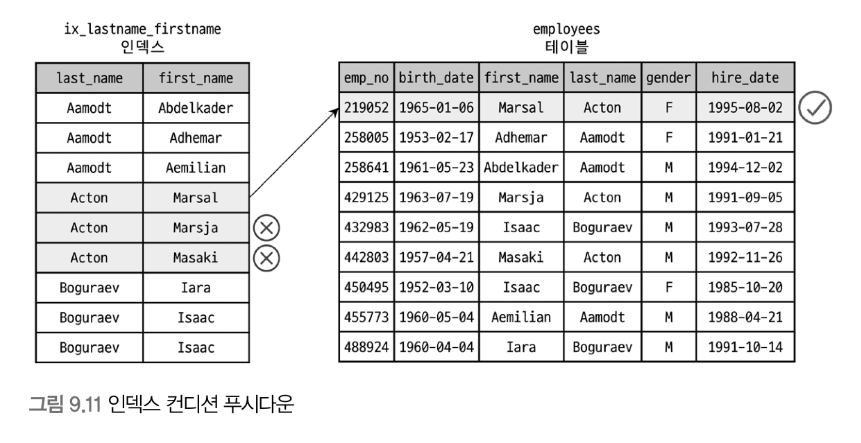 ix_lastname_firstname
인덱스
last_name first_name
Aamodt Abdelkader
Aamodt Adhemar
Aamodt Aemilian
Acton Marsal
Acton Marsja
Acton Masaki
Boguraev Iara
Boguraev Isaac
Boguraev Isaac
employees
테이블
emp_no birth_date first_name last_name gender hire_date
219052 1965-01-06 Marsal Acton F 1995-08-02
258005 1953-02-17 Adhemar Aamodt F 1991-01-21
258641 1961-05-23 Abdelkader Aamodt M 1994-12-02
429125 1963-07-19 Marsja Acton M 1991-09-05
432983 1962-05-19 Isaac Boguraev M 1993-07-28
442803 1957-04-21 Masaki Acton M 1992-11-26
450495 1952-03-10 Isaac Boguraev F 1985-10-20
455773 1960-05-04 Aemilian Aamodt M 1988-04-21
488924 1960-04-04 Iara Boguraev M 1991-10-14
그림 9.11 인덱스 컨디션 푸시다운